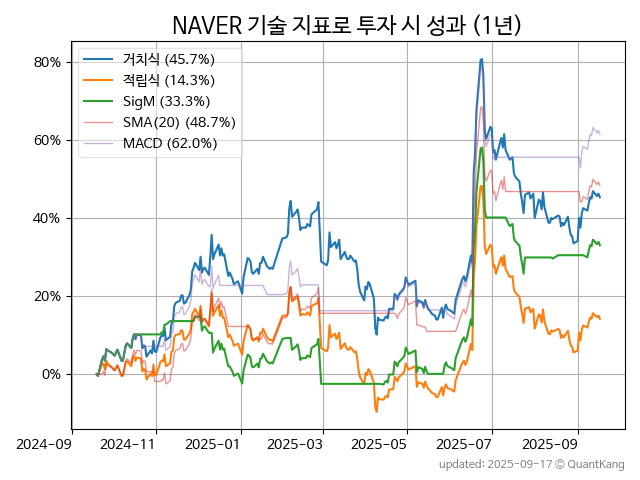 NAVER 기술 지표로 투자 시 성과 (1년)
거치식 (45.7%)
적립식 (14.3%)
SigM (33.3%)
SMA(20) (48.7%)
MACD (62.0%)
80%
60%
40%
20%
0%
2024-09 2024-11 2025-01 2025-03 2025-05 2025-07 2025-09
updated: 2025-09-17 © QuantKang